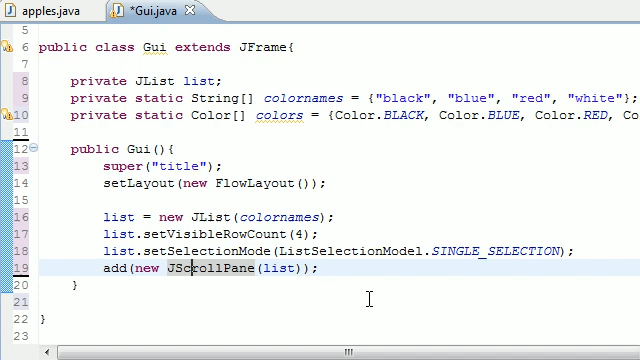 apples.java *Gui.java
5
6 public class Gui extends JFrame{
7
8 private JList list;
9 private static String[] colornames = {"black", "blue", "red", "white"};
10 private static Color[] colors = {Color.BLACK, Color.BLUE, Color.RED, Co
11
12 public Gui(){
13 super("title");
14 setLayout(new FlowLayout());
15
16 list = new JList(colornames);
17 list.setVisibleRowCount(4);
18 list.setSelectionMode(ListSelectionModel.SINGLE_SELECTION);
19 add(new JScrollPane(list));
20 }
21
22 }
23